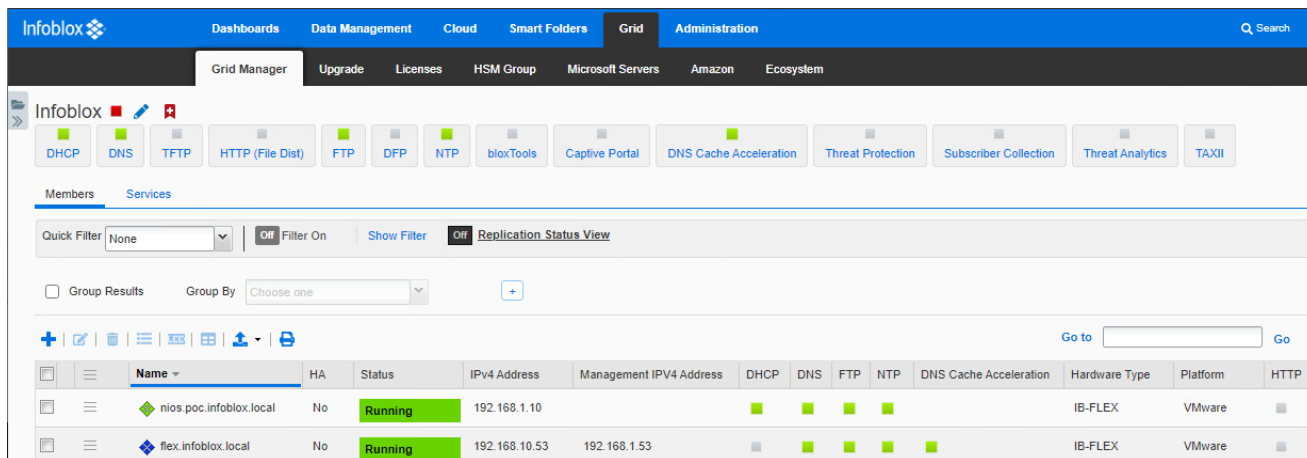 Infoblox Dashboards Data Management Cloud Smart Folders Grid Administration Search
Grid Manager Upgrade Licenses HSM Group Microsoft Servers Amazon Ecosystem
Infoblox
DHCP DNS TFTP HTTP (File Dist) FTP DFP NTP bloxTools Captive Portal DNS Cache Acceleration Threat Protection Subscriber Collection Threat Analytics TAXII
Members Services
Quick Filter None Off Filter On Show Filter Off Replication Status View
Group Results Group By Choose one +
Go to Go
Name HA Status IPv4 Address Management IPV4 Address DHCP DNS FTP NTP DNS Cache Acceleration Hardware Type Platform HTTP
nios.poc.infoblox.local No Running 192.168.1.10 IB-FLEX VMware
flex.infoblox.local No Running 192.168.10.53 192.168.1.53 IB-FLEX VMware